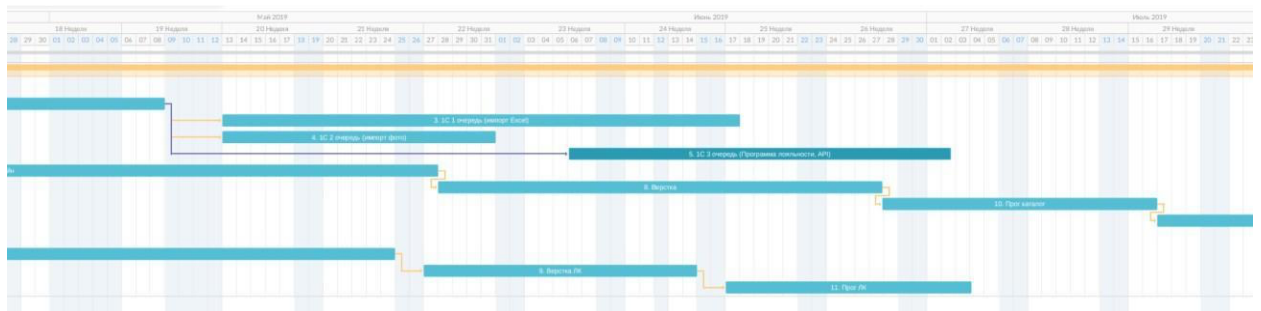 Май 2019 Июнь 2019 Июль 2019
18 Неделя 19 Неделя 20 Неделя 21 Неделя 22 Неделя 23 Неделя 24 Неделя 25 Неделя 26 Неделя 27 Неделя 28 Неделя 29 Неделя
28 29 30 01 02 03 04 05 06 07 08 09 10 11 12 13 14 15 16 17 18 19 20 21 22 23 24 25 26 27 28 29 30 31 01 02 03 04 05 06 07 08 09 10 11 12 13 14 15 16 17 18 19 20 21 22 23 24 25 26 27 28 29 30 01 02 03 04 05 06 07 08 09 10 11 12 13 14 15 16 17 18 19 20 21 22 23
3. 1С 1 очередь (импорт Excel)
4. 1С 2 очередь (импорт фото)
5. 1С 3 очередь (Программа лояльности, API)
8. Верстка
10. Прог каталог
9. Верстка ЛК
11. Прог ЛК